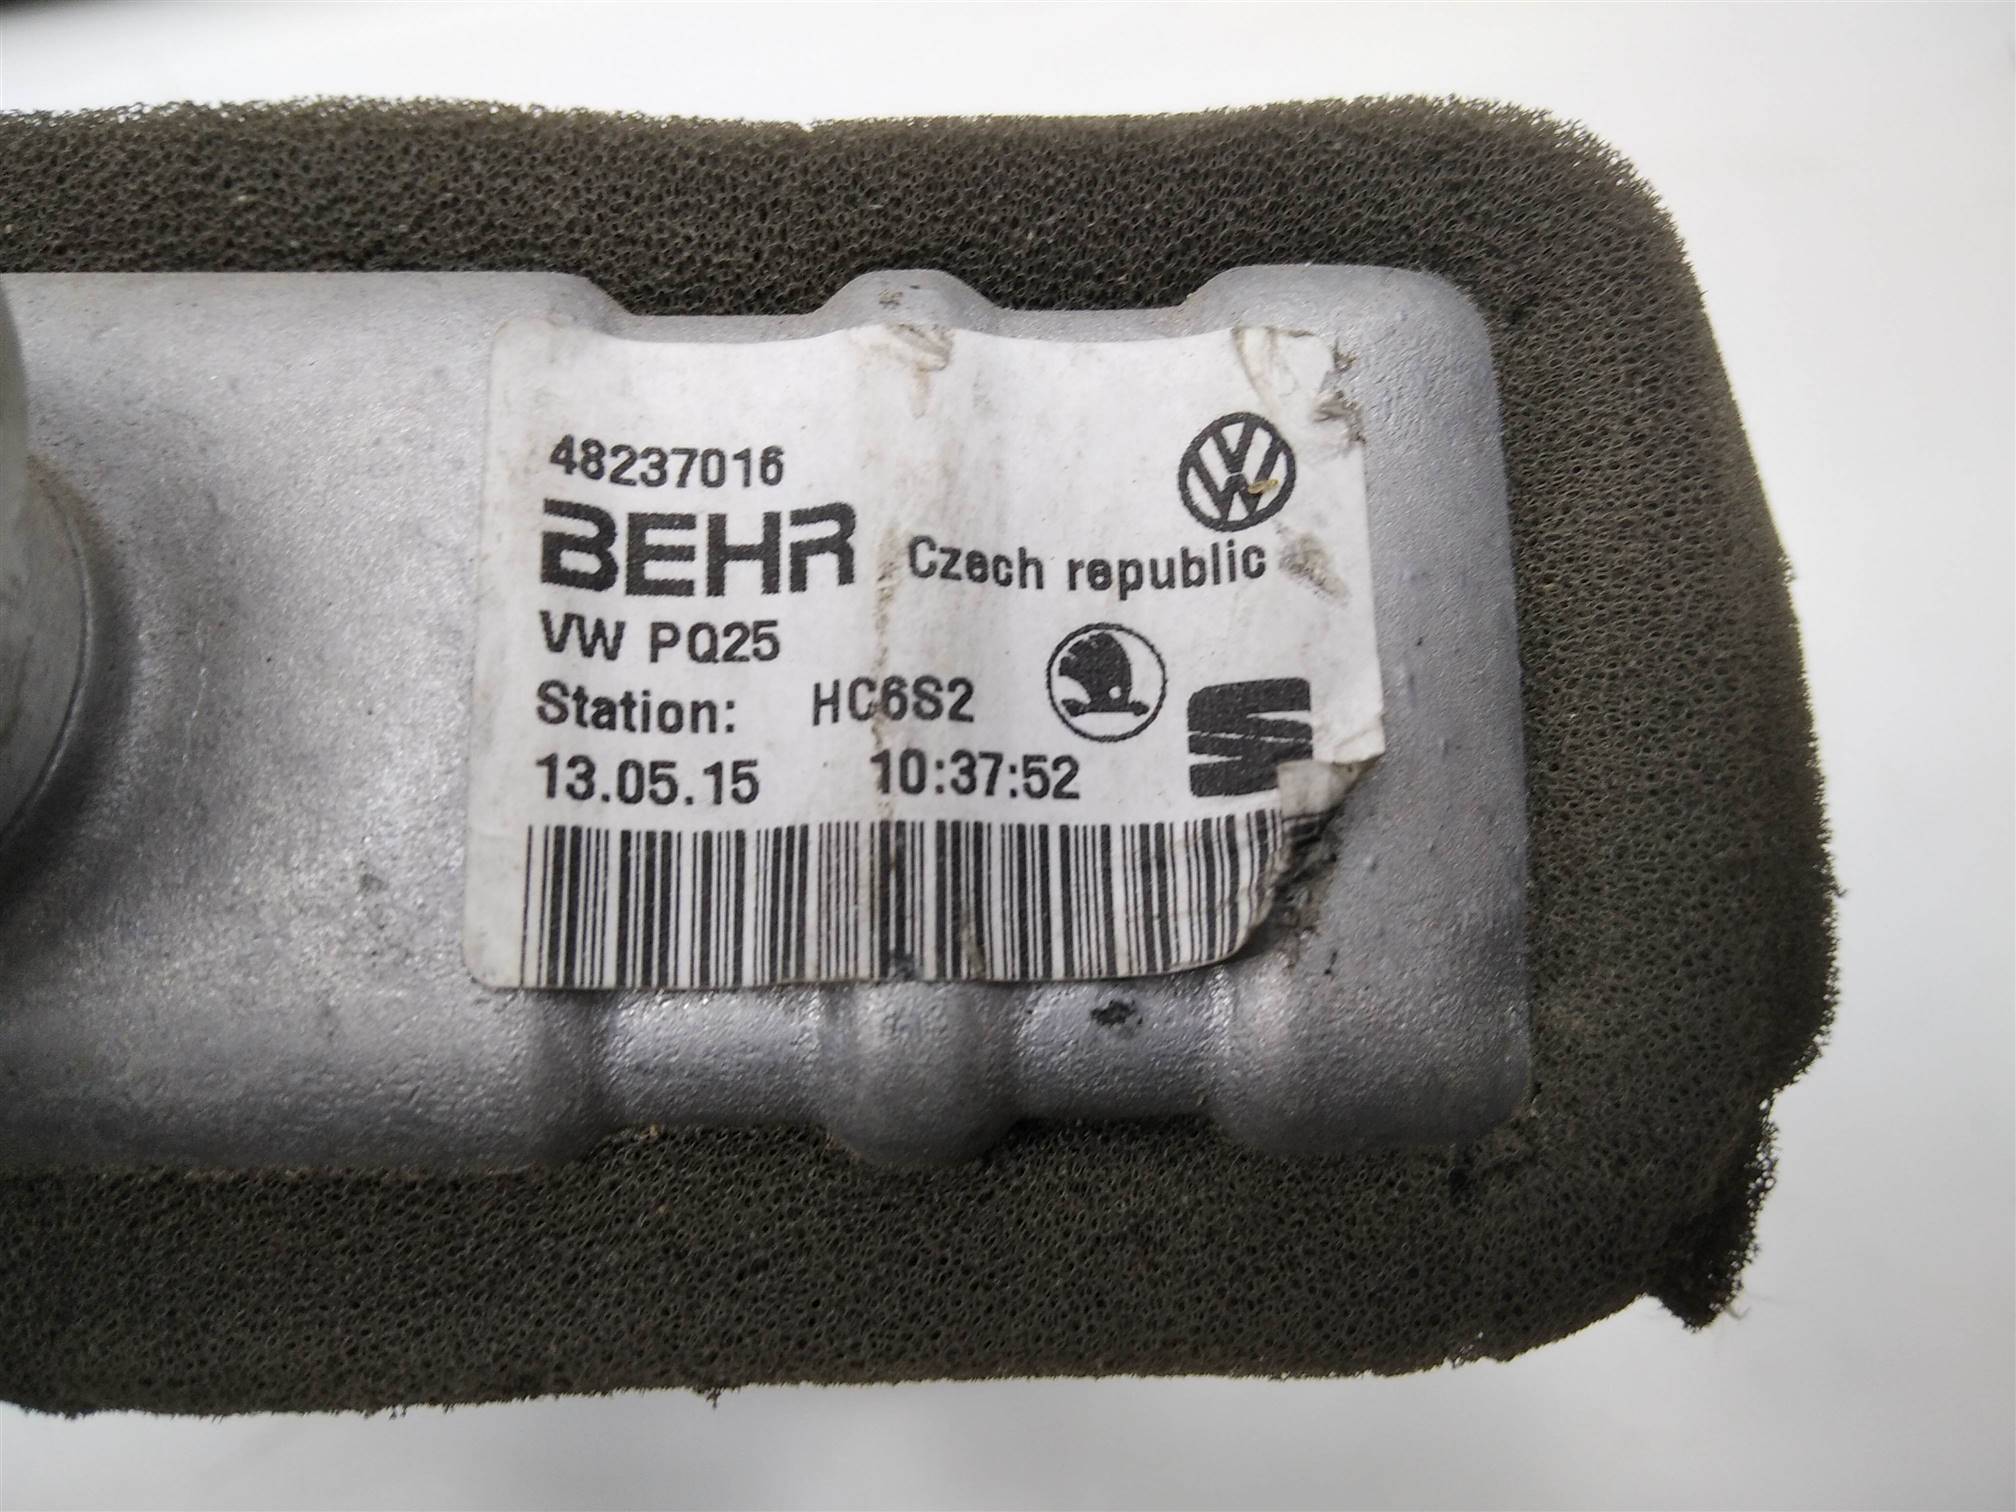 48237016
BEHR Czech republic
VW PQ25
Station: HC6S2
13.05.15 10:37:52